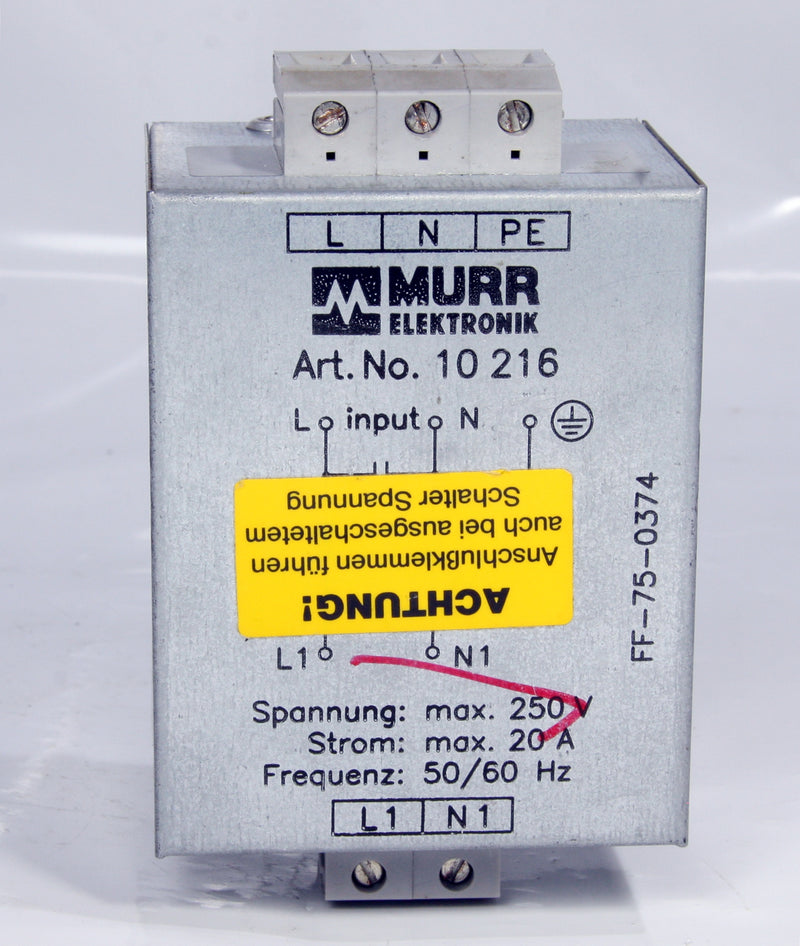 L N PE
MURR
ELEKTRONIK
Art. No. 10 216
L input N
ACHTUNG!
Anschlußklemmen führen
auch bei ausgeschaltetem
Schalter Spannung
FF-75-0374
L1 N1
Spannung: max. 250 V
Strom: max. 20 A
Frequenz: 50/60 Hz
L1 N1